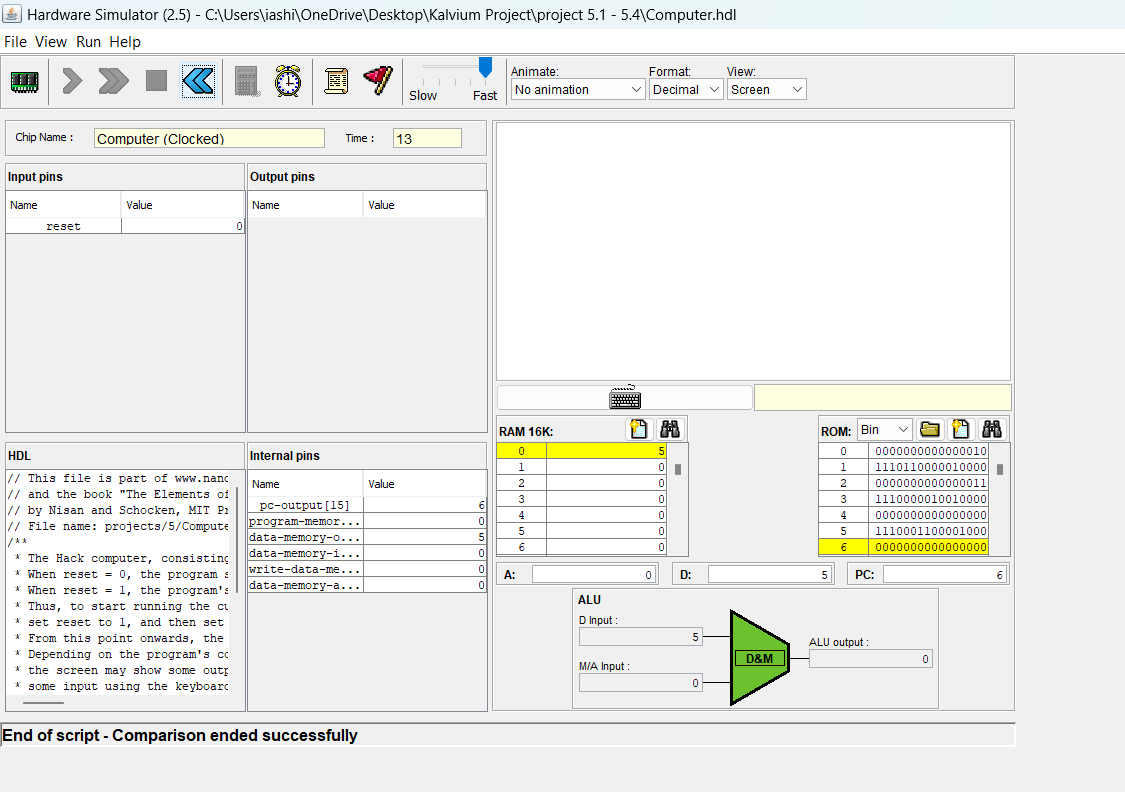 Hardware Simulator (2.5) - C:\Users\iashi\OneDrive\Desktop\Kalvium Project\project 5.1 - 5.4\Computer.hdl
File View Run Help
Slow Fast
Animate: Format: View:
No animation Decimal Screen
Chip Name : Computer (Clocked) Time : 13
Input pins
Name Value
reset 0
Output pins
Name Value
HDL
// This file is part of www.nand
// and the book "The Elements of
// by Nisan and Schocken, MIT Pr
// File name: projects/5/Compute
/**
* The Hack computer, consisting
* When reset = 0, the program s
* When reset = 1, the program's
* Thus, to start running the cu
* set reset to 1, and then set
* From this point onwards, the
* Depending on the program's co
* the screen may show some outp
* some input using the keyboard
Internal pins
Name Value
pc-output[15] 6
program-memor... 0
data-memory-o... 5
data-memory-i... 0
write-data-me... 0
data-memory-a... 0
RAM 16K:
0 5
1 0
2 0
3 0
4 0
5 0
6 0
ROM: Bin
0 0000000000000010
1 1110110000010000
2 0000000000000011
3 1110000010010000
4 0000000000000000
5 1110001100001000
6 0000000000000000
A: 0 D: 5 PC: 6
ALU
D Input :
5
M/A Input :
0
D&M
ALU output :
0
End of script - Comparison ended successfully